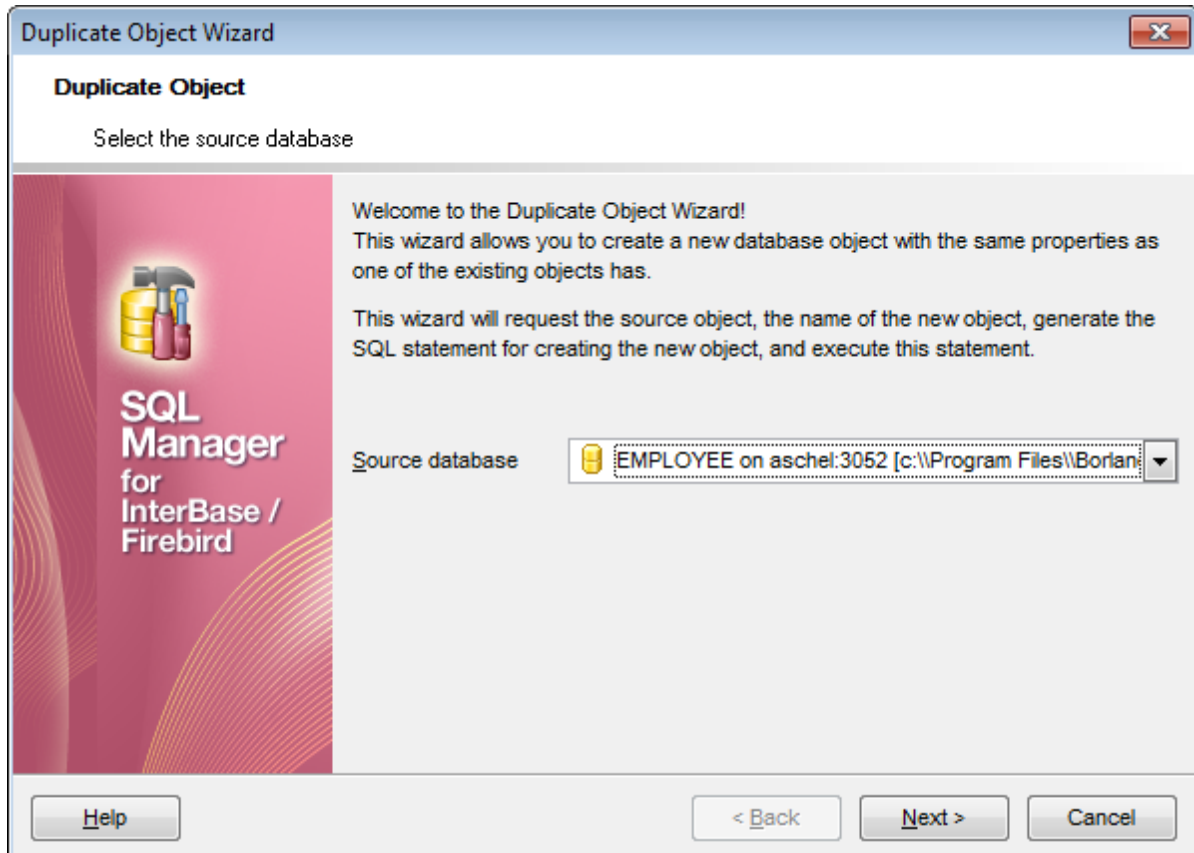 Duplicate Object Wizard
Duplicate Object
Select the source database
Welcome to the Duplicate Object Wizard!
This wizard allows you to create a new database object with the same properties as
one of the existing objects has.
This wizard will request the source object, the name of the new object, generate the
SQL statement for creating the new object, and execute this statement.
SQL
Manager
for
InterBase /
Firebird
Source database
EMPLOYEE on aschel:3052 [c:\\Program Files\\Borlan
Help
< Back
Next >
Cancel